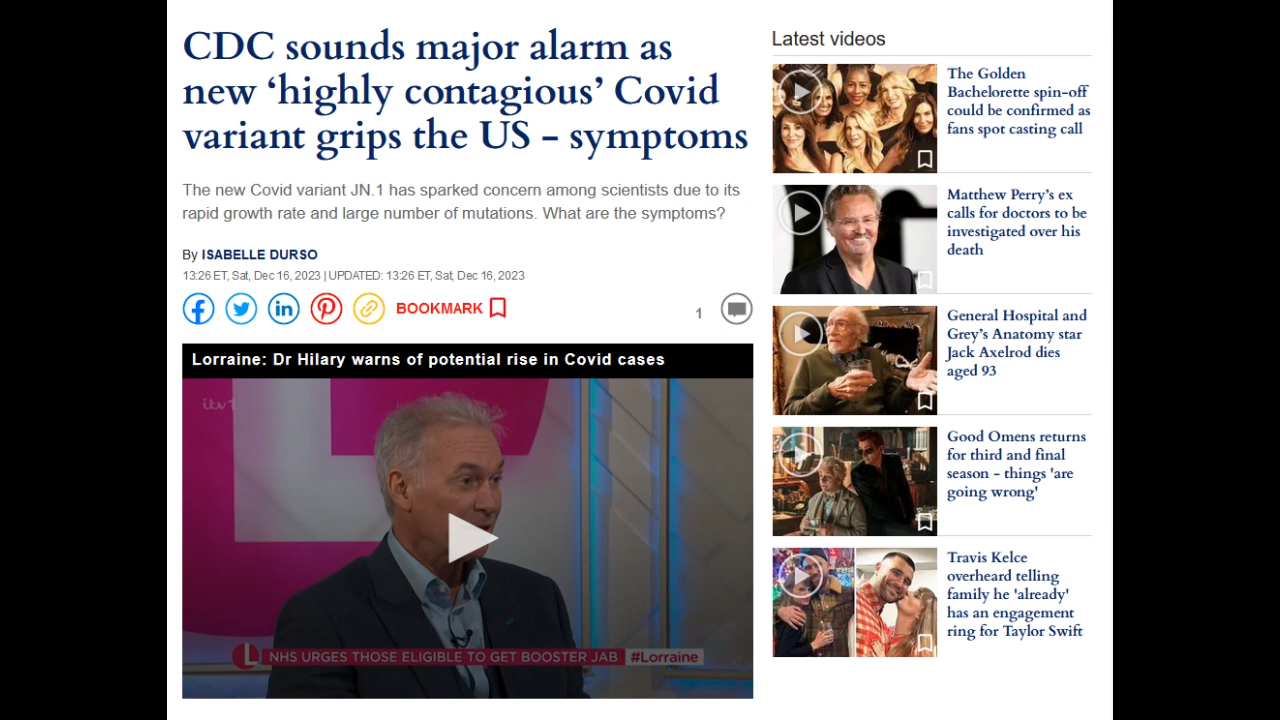 CDC sounds major alarm as
new ‘highly contagious’ Covid
variant grips the US – symptoms
The new Covid variant JN.1 has sparked concern among scientists due to its
rapid growth rate and large number of mutations. What are the symptoms?
By ISABELLE DURSO
13:26 ET, Sat, Dec 16, 2023 | UPDATED: 13:26 ET, Sat, Dec 16, 2023
BOOKMARK
1
Lorraine: Dr Hilary warns of potential rise in Covid cases
itv1
L NHS URGES THOSE ELIGIBLE TO GET BOOSTER JAB #Lorraine
Latest videos
The Golden
Bachelorette spin-off
could be confirmed as
fans spot casting call
Matthew Perry’s ex
calls for doctors to be
investigated over his
death
General Hospital and
Grey’s Anatomy star
Jack Axelrod dies
aged 93
Good Omens returns
for third and final
season – things 'are
going wrong'
Travis Kelce
overheard telling
family he 'already'
has an engagement
ring for Taylor Swift